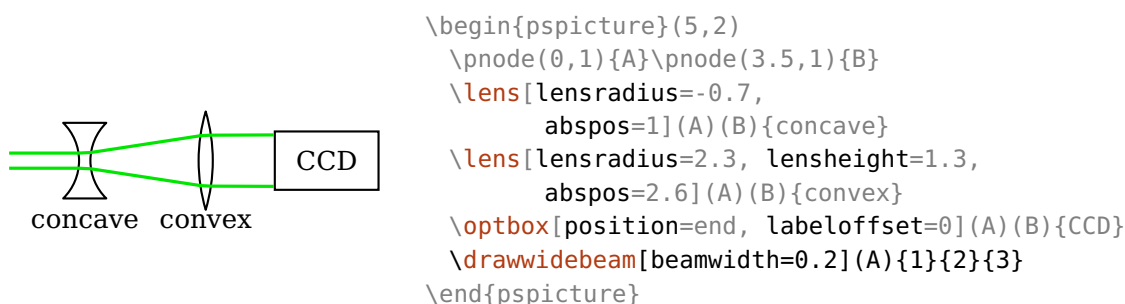 CCD
concave convex
\begin{pspicture}(5,2)
\pnode(0,1){A}\pnode(3.5,1){B}
\lens[lensradius=-0.7,
abspos=1](A)(B){concave}
\lens[lensradius=2.3, lensheight=1.3,
abspos=2.6](A)(B){convex}
\optbox[position=end, labeloffset=0](A)(B){CCD}
\drawwidebeam[beamwidth=0.2](A){1}{2}{3}
\end{pspicture}